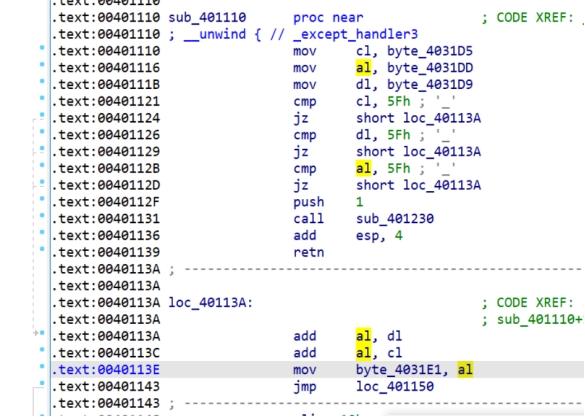 .text:00401110 sub_401110 proc near ; CODE XREF:
.text:00401110 ; __unwind { // _except_handler3
.text:00401110 mov cl, byte_4031D5
.text:00401116 mov al, byte_4031DD
.text:0040111B mov dl, byte_4031D9
.text:00401121 cmp cl, 5Fh ; '_'
.text:00401124 jz short loc_40113A
.text:00401126 cmp dl, 5Fh ; '_'
.text:00401129 jz short loc_40113A
.text:0040112B cmp al, 5Fh ; '_'
.text:0040112D jz short loc_40113A
.text:0040112F push 1
.text:00401131 call sub_401230
.text:00401136 add esp, 4
.text:00401139 retn
.text:0040113A ; ---------------------------------------------------
.text:0040113A
.text:0040113A loc_40113A: ; CODE XREF:
.text:0040113A ; sub_401110+
.text:0040113A add al, dl
.text:0040113C add al, cl
.text:0040113E mov byte_4031E1, al
.text:00401143 jmp loc_401150
.text:00401143 ; ---------------------------------------------------